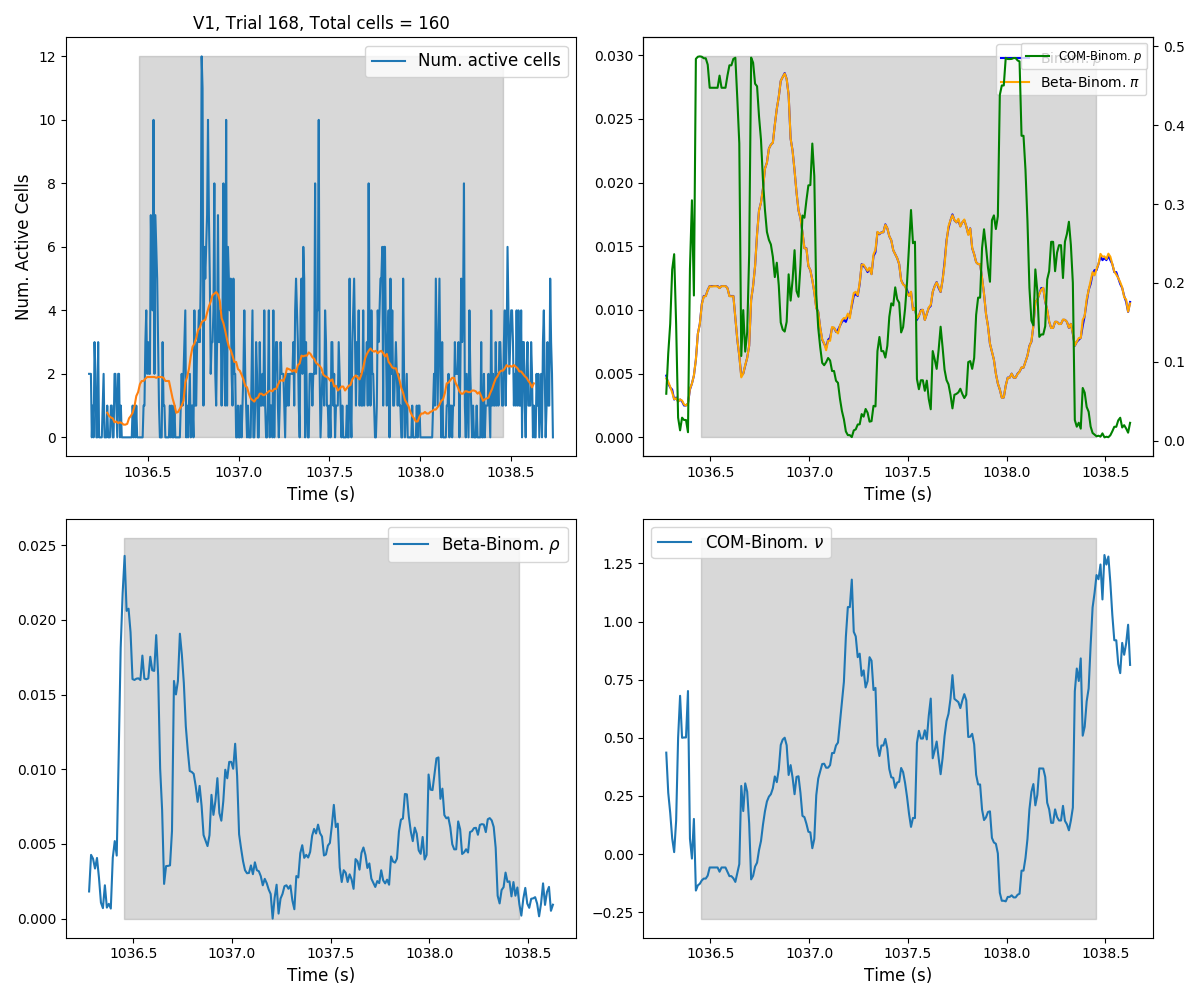 V1, Trial 168, Total cells = 160
Num. Active Cells
12
10
8
6
4
2
0
Num. active cells
1036.5 1037.0 1037.5 1038.0 1038.5
Time (s)
0.030
0.025
0.020
0.015
0.010
0.005
0.000
COM-Binom. p
Binom. p
Beta-Binom. π
0.5
0.4
0.3
0.2
0.1
0.0
1036.5 1037.0 1037.5 1038.0 1038.5
Time (s)
0.025
0.020
0.015
0.010
0.005
0.000
Beta-Binom. ρ
1036.5 1037.0 1037.5 1038.0 1038.5
Time (s)
1.25
1.00
0.75
0.50
0.25
0.00
−0.25
COM-Binom. ν
1036.5 1037.0 1037.5 1038.0 1038.5
Time (s)